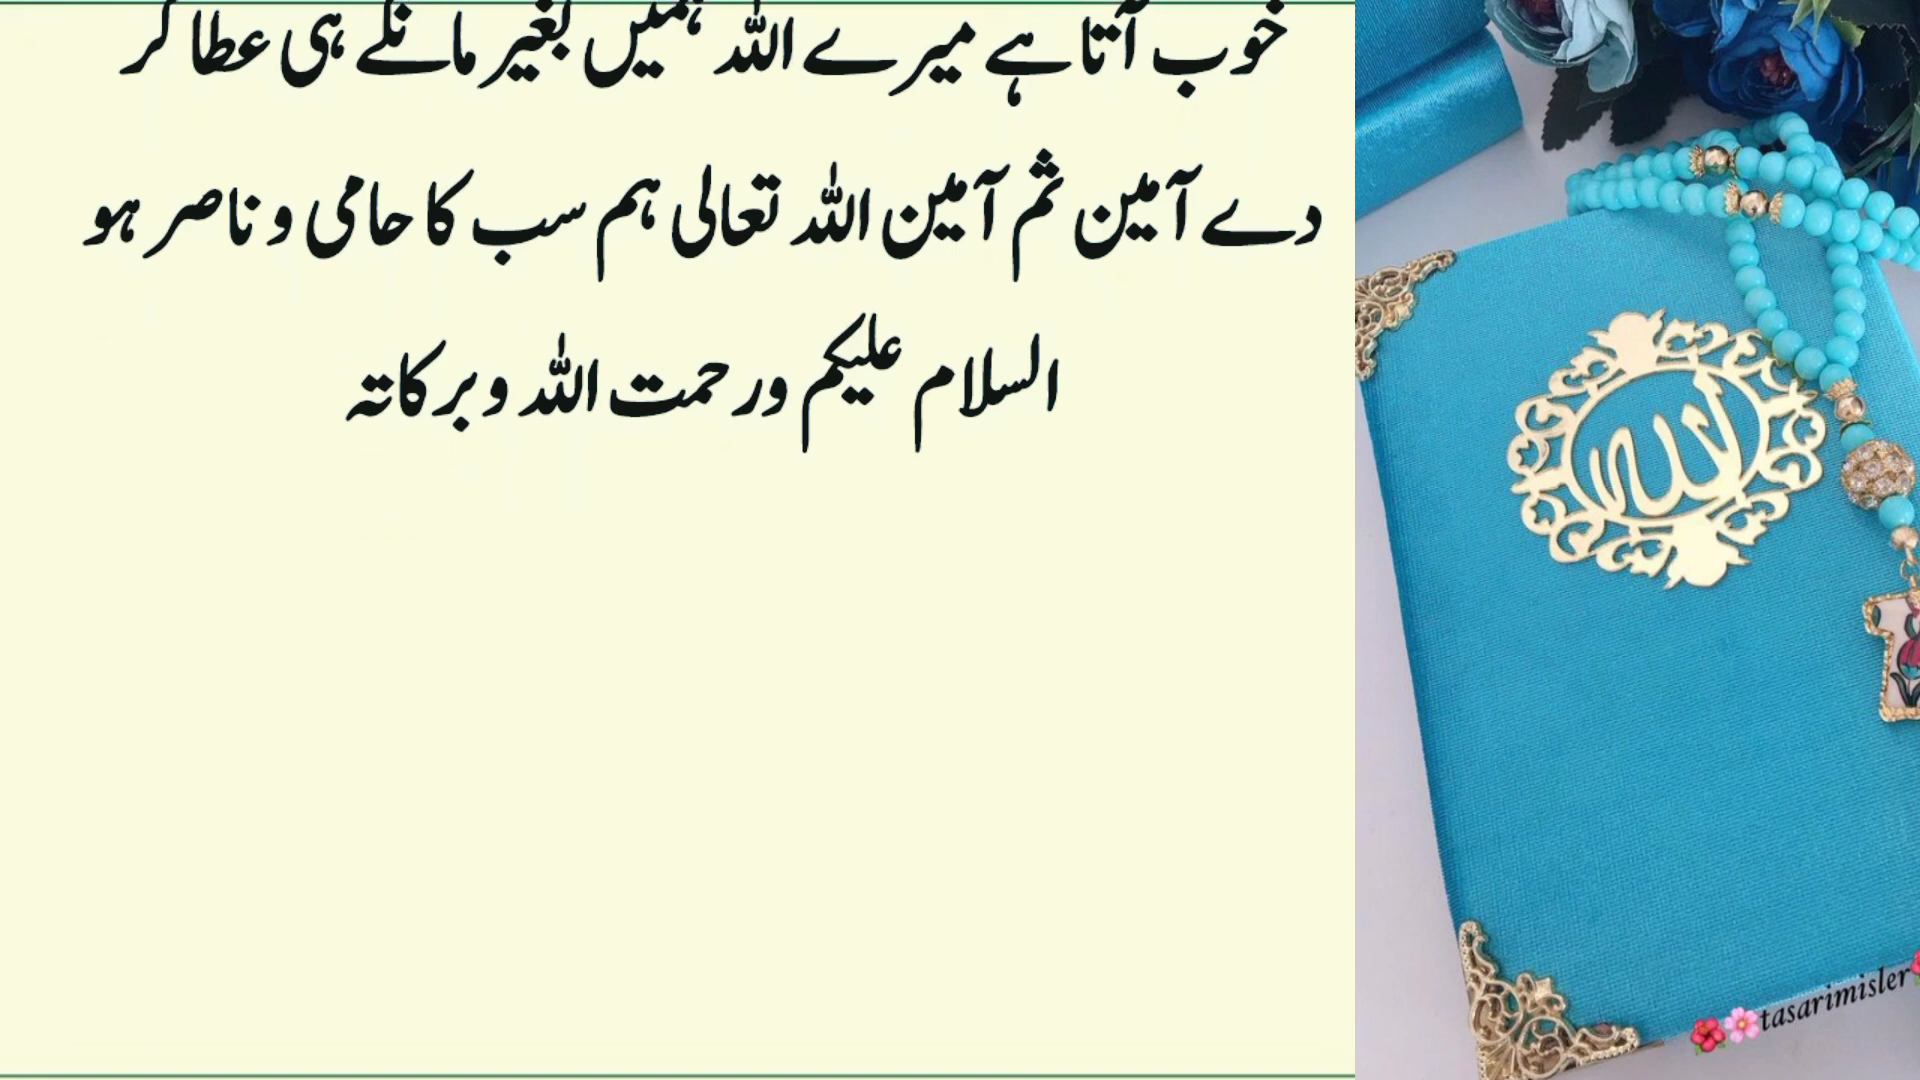 خوب آتا ہے میرے اللہ ہمیں بغیر مانگے ہی عطا کر
دے آمین ثم آمین اللہ تعالی ہم سب کا حامی و ناصر ہو
السلام علیکم ورحمت اللہ وبرکاتہ
الله
tasarimisler